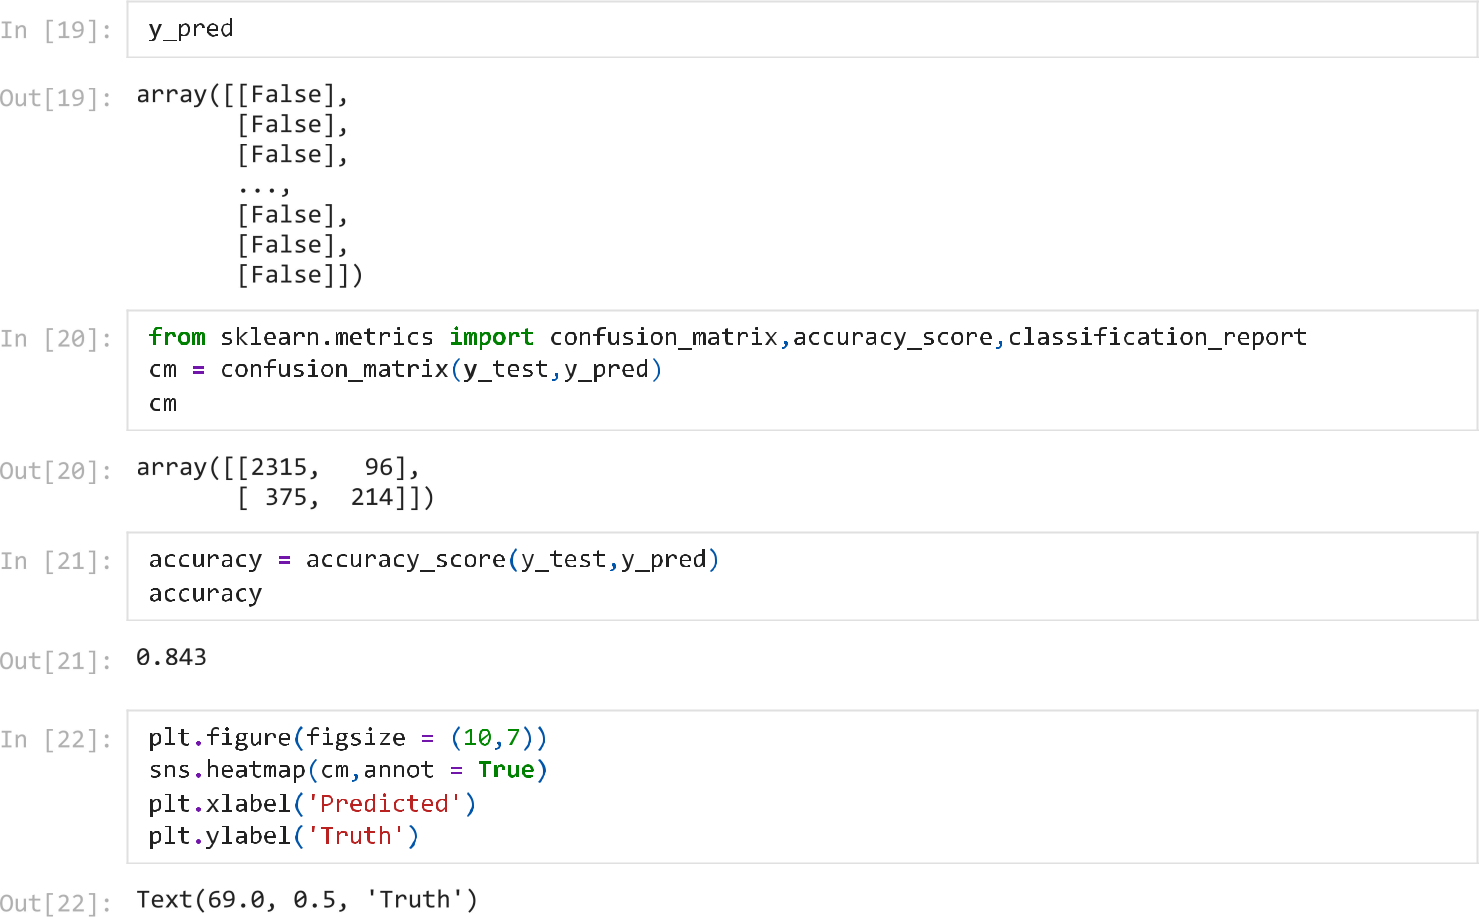 In [19]: y_pred
Out[19]: array([[False],
       [False],
       [False],
       ...,
       [False],
       [False],
       [False]])
In [20]: from sklearn.metrics import confusion_matrix,accuracy_score,classification_report
cm = confusion_matrix(y_test,y_pred)
cm
Out[20]: array([[2315,   96],
       [ 375,  214]])
In [21]: accuracy = accuracy_score(y_test,y_pred)
accuracy
Out[21]: 0.843
In [22]: plt.figure(figsize = (10,7))
sns.heatmap(cm,annot = True)
plt.xlabel('Predicted')
plt.ylabel('Truth')
Out[22]: Text(69.0, 0.5, 'Truth')